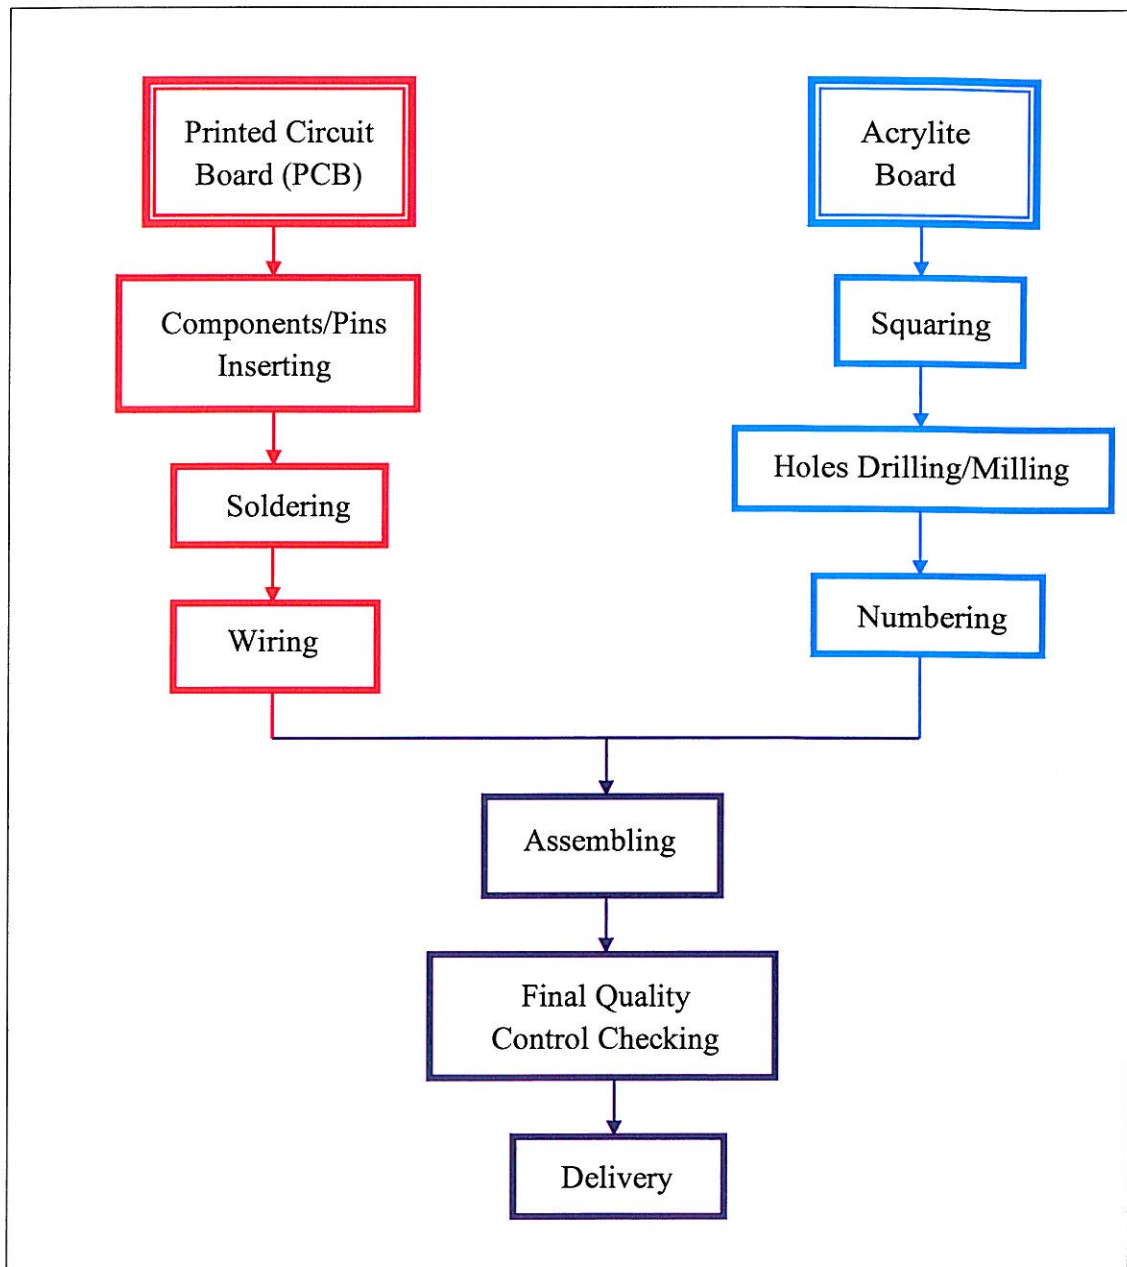 Printed Circuit
Board (PCB)
Components/Pins
Inserting
Soldering
Wiring
Acrylite
Board
Squaring
Holes Drilling/Milling
Numbering
Assembling
Final Quality
Control Checking
Delivery